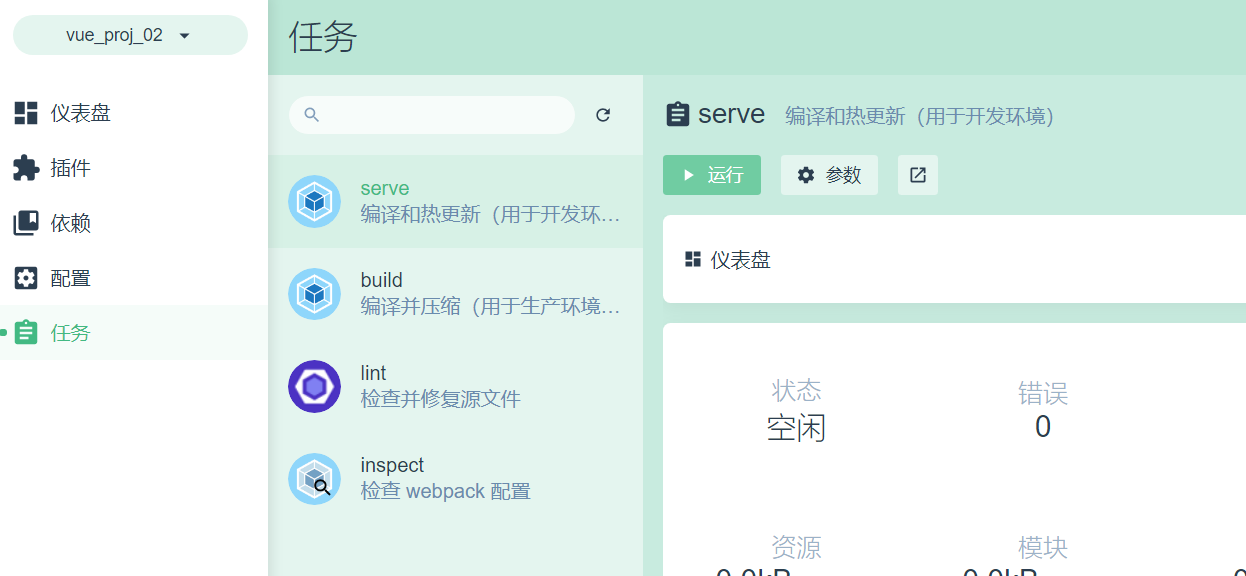 vue_proj_02
仪表盘
插件
依赖
配置
任务
任务
serve
编译和热更新（用于开发环…
build
编译并压缩（用于生产环境…
lint
检查并修复源文件
inspect
检查 webpack 配置
serve 编译和热更新（用于开发环境）
运行 参数
仪表盘
状态 错误
空闲 0
资源 模块